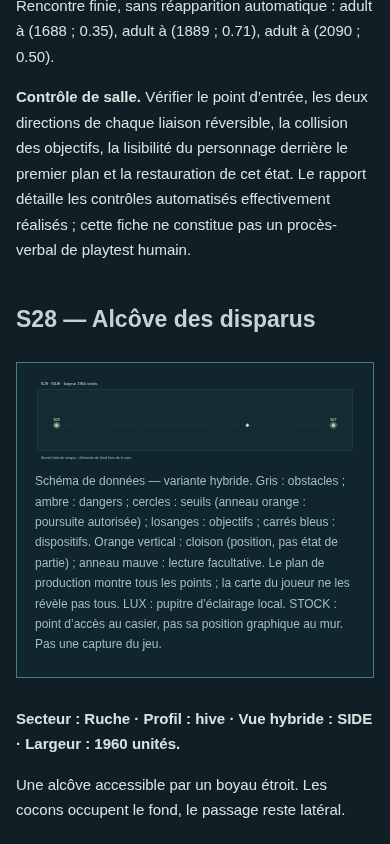 Rencontre finie, sans réapparition automatique : adult
à (1688 ; 0.35), adult à (1889 ; 0.71), adult à (2090 ;
0.50).
Contrôle de salle. Vérifier le point d’entrée, les deux
directions de chaque liaison réversible, la collision
des objectifs, la lisibilité du personnage derrière le
premier plan et la restauration de cet état. Le rapport
détaille les contrôles automatisés effectivement
réalisés ; cette fiche ne constitue pas un procès-
verbal de playtest humain.
S28 — Alcôve des disparus
S28 · SIDE · largeur 1960 unités
Schéma de données — variante hybride. Gris : obstacles ;
ambre : dangers ; cercles : seuils (anneau orange :
poursuite autorisée) ; losanges : objectifs ; carrés bleus :
dispositifs. Orange vertical : cloison (position, pas état de
partie) ; anneau mauve : lecture facultative. Le plan de
production montre tous les points ; la carte du joueur ne les
révèle pas tous. LUX : pupitre d’éclairage local. STOCK :
point d’accès au casier, pas sa position graphique au mur.
Pas une capture du jeu.
Secteur : Ruche · Profil : hive · Vue hybride : SIDE
· Largeur : 1960 unités.
Une alcôve accessible par un boyau étroit. Les
cocons occupent le fond, le passage reste latéral.